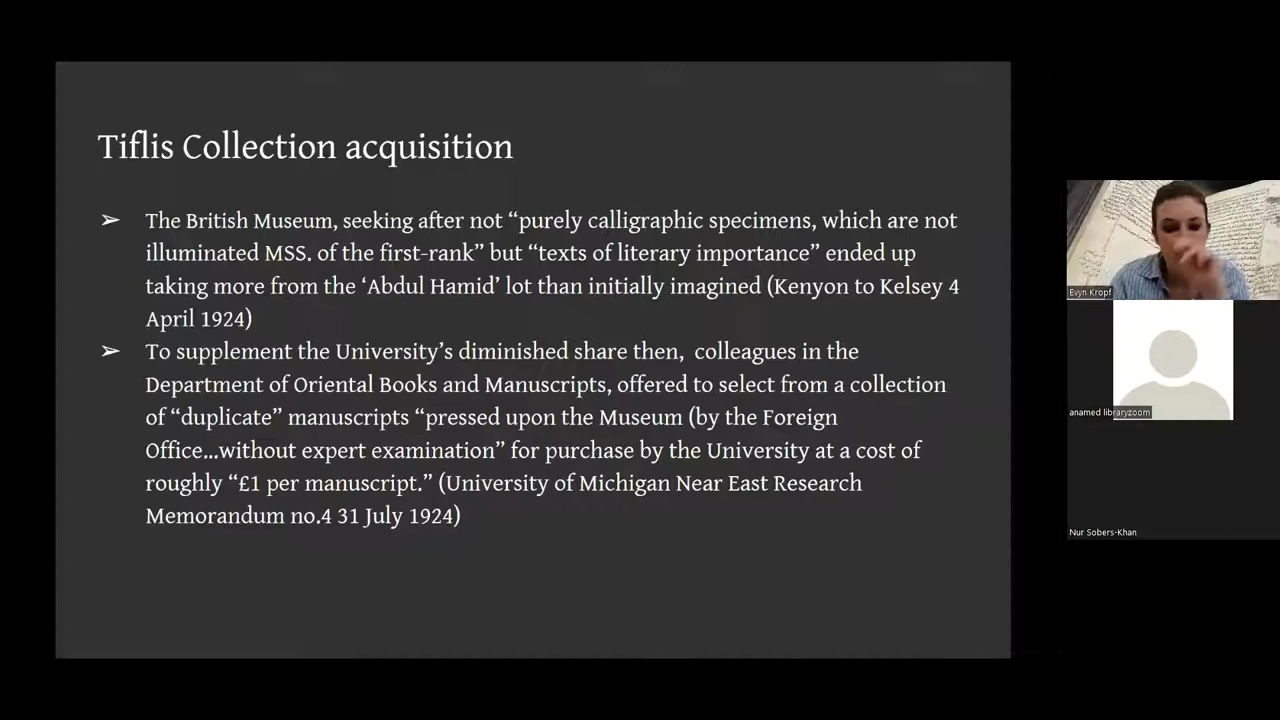 Tiflis Collection acquisition
➢ The British Museum, seeking after not “purely calligraphic specimens, which are not
illuminated MSS. of the first-rank” but “texts of literary importance” ended up
taking more from the ‘Abdul Hamid’ lot than initially imagined (Kenyon to Kelsey 4
April 1924)
➢ To supplement the University’s diminished share then, colleagues in the
Department of Oriental Books and Manuscripts, offered to select from a collection
of “duplicate” manuscripts “pressed upon the Museum (by the Foreign
Office...without expert examination” for purchase by the University at a cost of
roughly “£1 per manuscript.” (University of Michigan Near East Research
Memorandum no.4 31 July 1924)
Evyn Kropf
anamed libraryzoom
Nur Sobers-Khan